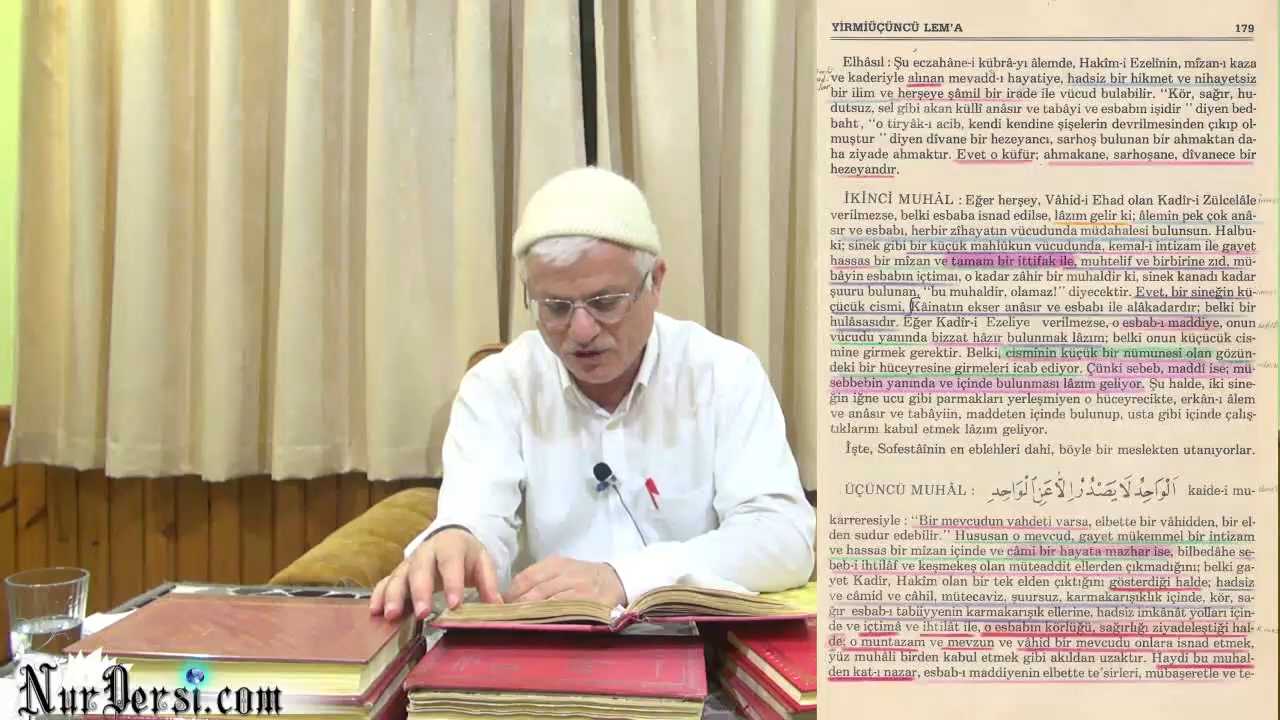 YİRMİÜÇÜNCÜ LEM'A 179
Elhâsıl : Şu eczahâne-i kübrâ-yı âlemde, Hakîm-i Ezelînin, mîzan-ı kaza
ve kaderiyle alınan mevadd-ı hayatiye, hadsiz bir hikmet ve nihayetsiz
bir ilim ve herşeye şâmil bir irade ile vücud bulabilir. "Kör, sağır, hu-
dutsuz, sel gibi akan küllî anâsır ve tabâyi ve esbabın işidir" diyen bed-
baht, "o tiryâk-ı acib, kendi kendine şişelerin devrilmesinden çıkıp ol-
muştur" diyen dîvane bir hezeyancı, sarhoş bulunan bir ahmaktan da-
ha ziyade ahmaktır. Evet o küfür; ahmakane, sarhoşane, dîvanece bir
hezeyandır.
İKİNCİ MUHÂL : Eğer herşey, Vâhid-i Ehad olan Kadîr-i Zülcelâle
verilmezse, belki esbaba isnad edilse, lâzım gelir ki; âlemin pek çok anâ-
sır ve esbabı, herbir zîhayatın vücudunda müdahalesi bulunsun. Halbu-
ki; sinek gibi bir küçük mahlûkun vücudunda, kemal-i intizam ile gayet
hassas bir mîzan ve tamam bir ittifak ile, muhtelif ve birbirine zıd, mü-
bâyin esbabın içtimaı, o kadar zâhir bir muhaldir ki, sinek kanadı kadar
şuuru bulunan, "bu muhaldir, olamaz!" diyecektir. Evet, bir sineğin kü-
çücük cismi, Kâinatın ekser anâsır ve esbabı ile alâkadardır; belki bir
hulâsasıdır. Eğer Kadîr-i Ezeliye verilmezse, o esbab-ı maddiye, onun
vücudu yanında bizzat hâzır bulunmak lâzım; belki onun küçücük cis-
mine girmek gerektir. Belki, cisminin küçük bir nümunesi olan gözün-
deki bir hüceyresine girmeleri icab ediyor. Çünki sebeb, maddî ise; mü-
sebbebin yanında ve içinde bulunması lâzım geliyor. Şu halde, iki sine-
ğin iğne ucu gibi parmakları yerleşmiyen o hüceyrecikte, erkân-ı âlem
ve anâsır ve tabâyiin, maddeten içinde bulunup, usta gibi içinde çalış-
tıklarını kabul etmek lâzım geliyor.
İşte, Sofestâinin en eblehleri dahi, böyle bir meslekten utanıyorlar.
ÜÇÜNCÜ MUHÂL : اَلْوَاحِدُ لَا يَصْدُرُ اِلَّا عَنِ الْوَاحِدِ kaide-i mu-
karreresiyle : "Bir mevcudun vahdeti varsa, elbette bir vâhidden, bir el-
den sudur edebilir." Hususan o mevcud, gayet mükemmel bir intizam
ve hassas bir mîzan içinde ve câmi bir hayata mazhar ise, bilbedâhe se-
beb-i ihtilâf ve keşmekeş olan müteaddit ellerden çıkmadığını; belki ga-
yet Kadîr, Hakîm olan bir tek elden çıktığını gösterdiği halde; hadsiz
ve câmid ve câhil, mütecaviz, şuursuz, karmakarışıklık içinde, kör, sa-
ğır esbab-ı tabiiyenin karmakarışık ellerine, hadsiz imkânât yolları için-
de ve içtimâ ve ihtilât ile, o esbabın körlüğü, sağırlığı ziyadeleştiği hal-
de; o muntazam ve mevzun ve vâhid bir mevcudu onlara isnad etmek,
yüz muhâli birden kabul etmek gibi akıldan uzaktır. Haydi bu muhal-
den kat-ı nazar, esbab-ı maddiyenin elbette te'sirleri, mübaşeretle ve te-
NurDersi.com